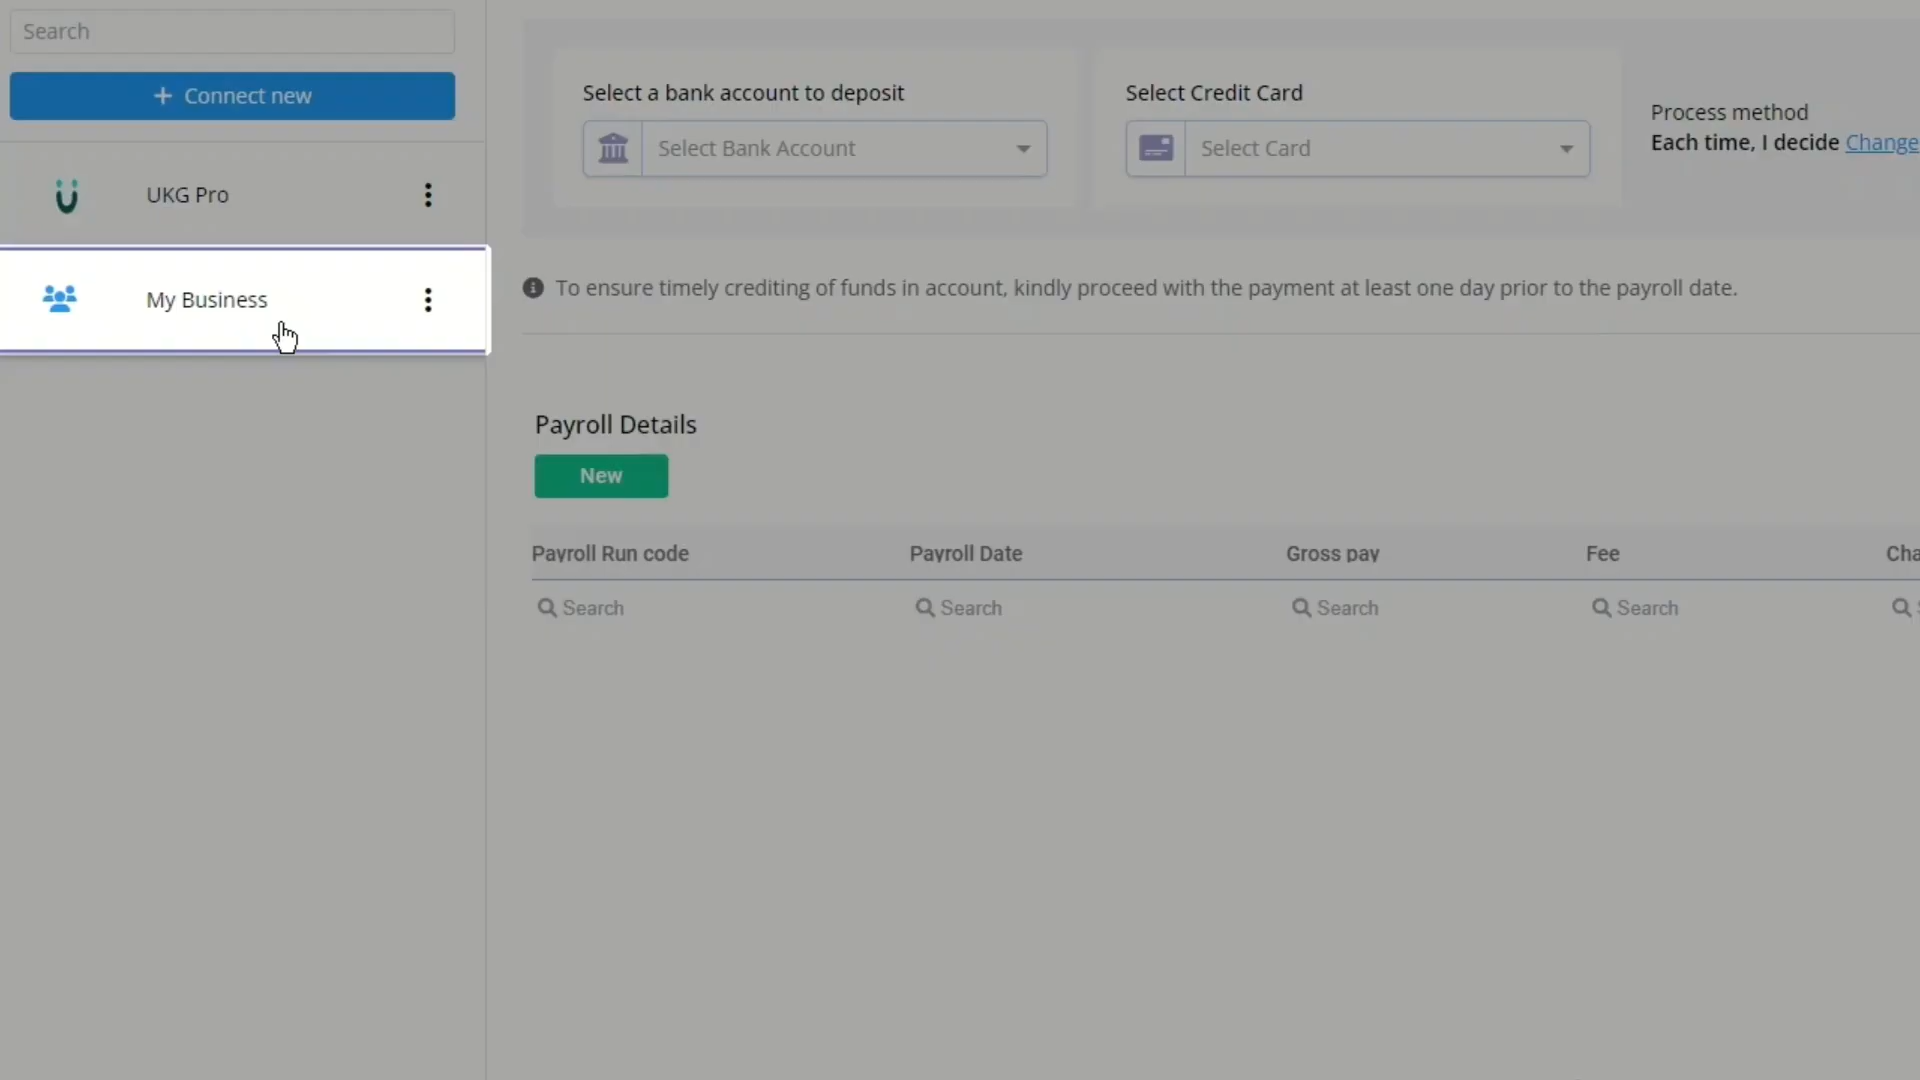 Search
+ Connect new
UKG Pro
My Business
Select a bank account to deposit
Select Bank Account
Select Credit Card
Select Card
Process method
Each time, I decide Change
To ensure timely crediting of funds in account, kindly proceed with the payment at least one day prior to the payroll date.
Payroll Details
New
Payroll Run code Payroll Date Gross pay Fee Cha
Search Search Search Search